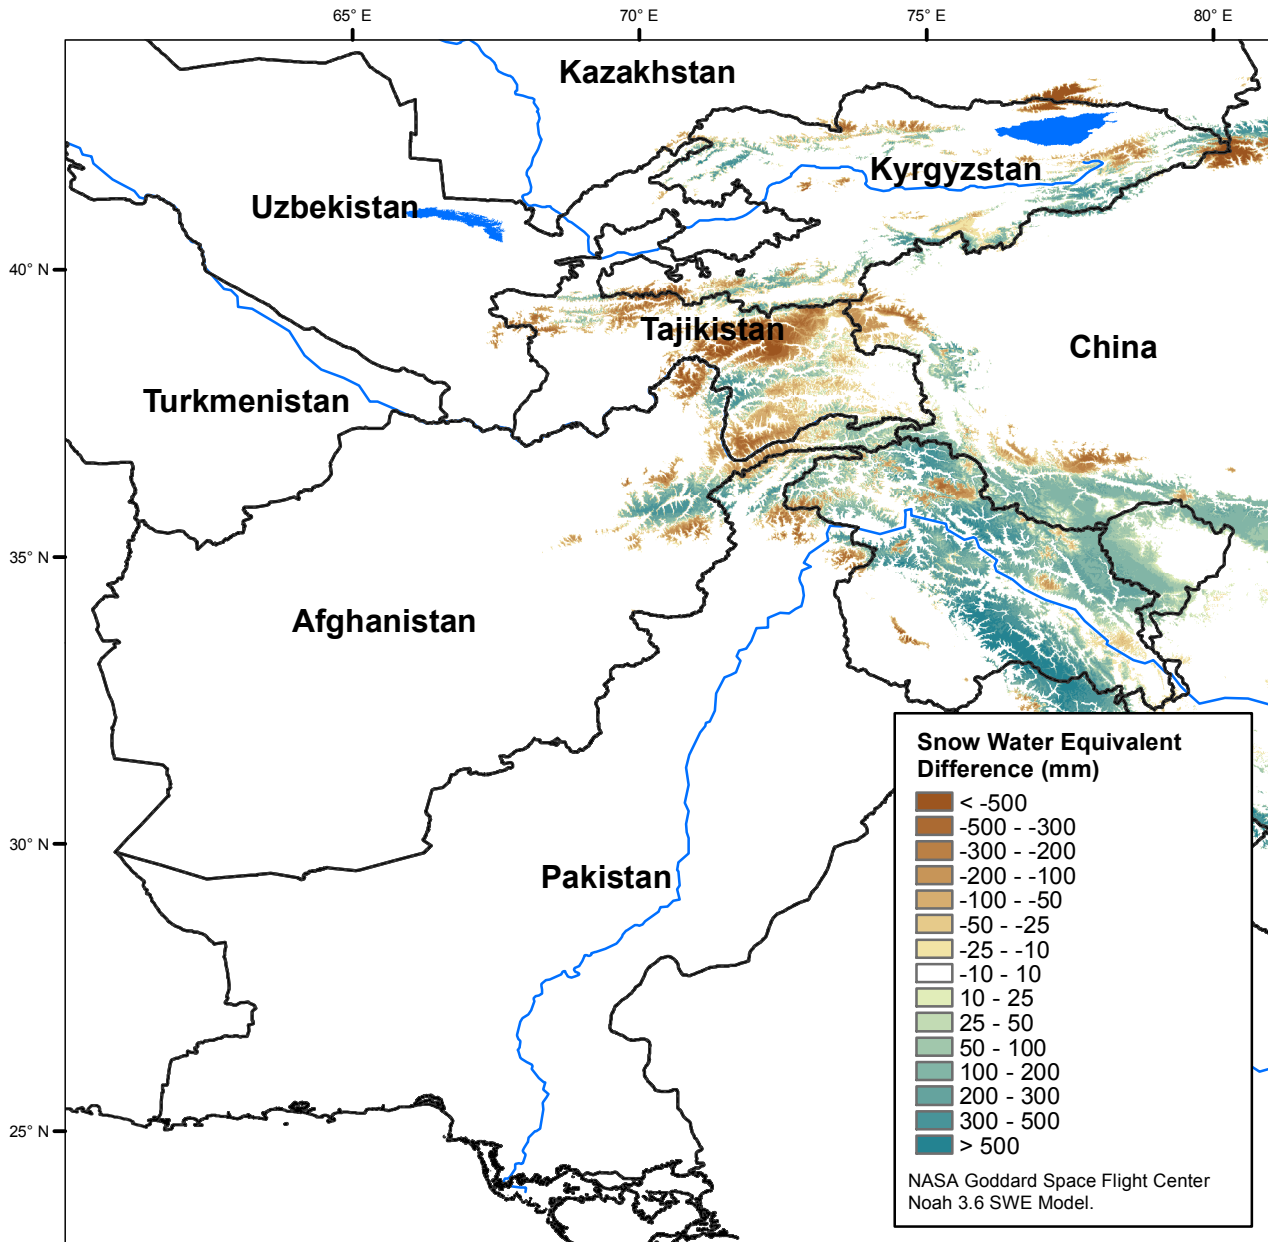 65° E
70° E
75° E
80° E
Kazakhstan
Kyrgyzstan
Uzbekistan
40° N
Tajikistan
China
Turkmenistan
35° N
Afghanistan
30° N
Pakistan
25° N
Snow Water Equivalent
Difference (mm)
< -500
-500 - -300
-300 - -200
-200 - -100
-100 - -50
-50 - -25
-25 - -10
-10 - 10
10 - 25
25 - 50
50 - 100
100 - 200
200 - 300
300 - 500
> 500
NASA Goddard Space Flight Center
Noah 3.6 SWE Model.